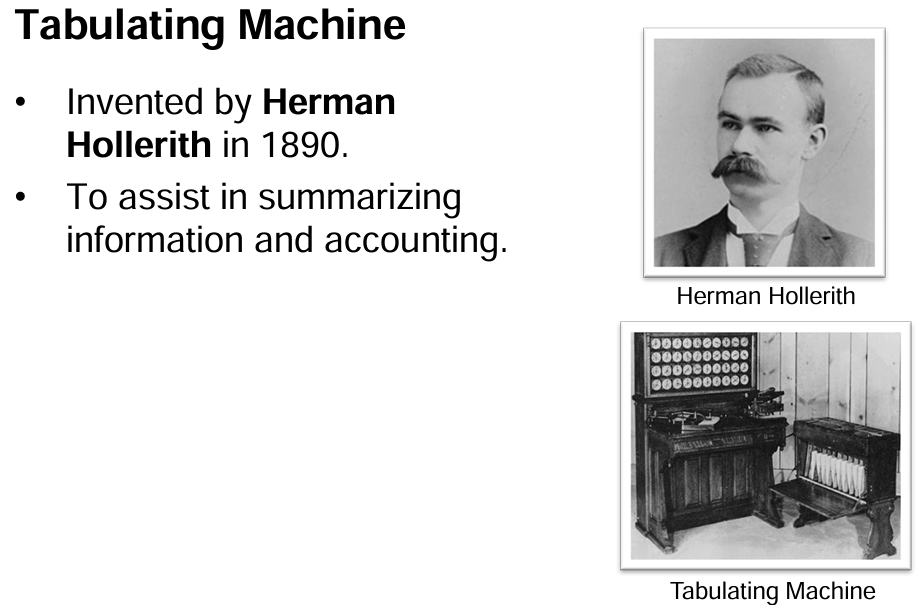 Tabulating Machine
• Invented by Herman
Hollerith in 1890.
• To assist in summarizing
information and accounting.
Herman Hollerith
Tabulating Machine